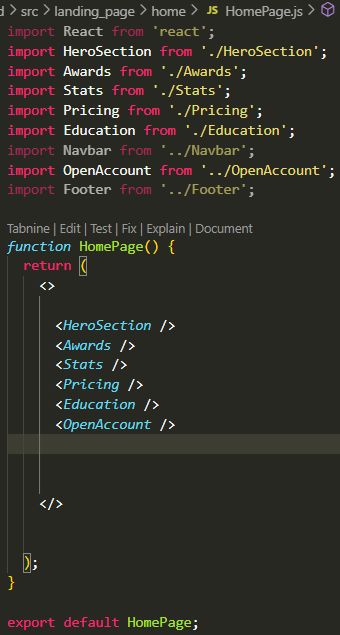 d > src > landing_page > home > JS HomePage.js >
import React from 'react';
import HeroSection from './HeroSection';
import Awards from './Awards';
import Stats from './Stats';
import Pricing from './Pricing';
import Education from './Education';
import Navbar from '../Navbar';
import OpenAccount from '../OpenAccount';
import Footer from '../Footer';
Tabnine | Edit | Test | Fix | Explain | Document
function HomePage() {
return (
<>
<HeroSection />
<Awards />
<Stats />
<Pricing />
<Education />
<OpenAccount />
</>
);
}
export default HomePage;